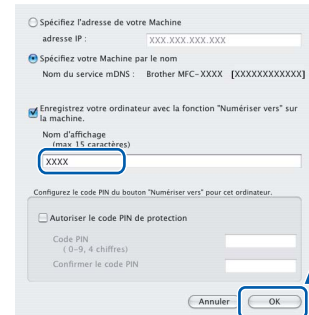 Spécifiez l'adresse de votre Machine
adresse IP : XXX.XXX.XXX.XXX
Spécifiez votre Machine par le nom
Nom du service mDNS : Brother MFC-XXXX [XXXXXXXXXXXX]
Enregistrez votre ordinateur avec la fonction "Numériser vers" sur
la machine.
Nom d'affichage
(max 15 caractères)
XXXX
Configurez le code PIN du bouton "Numériser vers" pour cet ordinateur.
Autoriser le code PIN de protection
Code PIN
( 0-9, 4 chiffres)
Confirmer le code PIN
Annuler OK